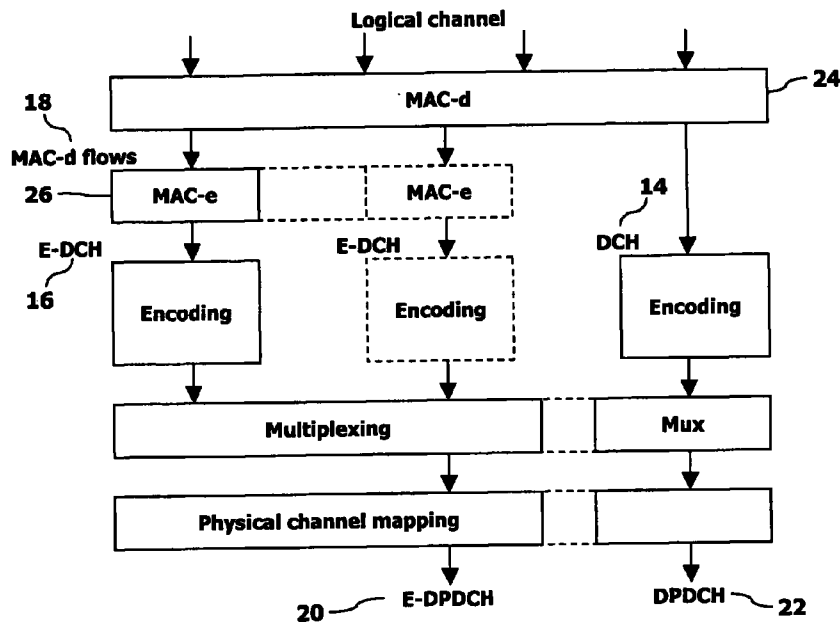 Logical channel
MAC-d
24
18
MAC-d flows
26
MAC-e
MAC-e
14
E-DCH
E-DCH
DCH
16
Encoding
Encoding
Encoding
Multiplexing
Mux
Physical channel mapping
20
E-DPDCH
DPDCH
22